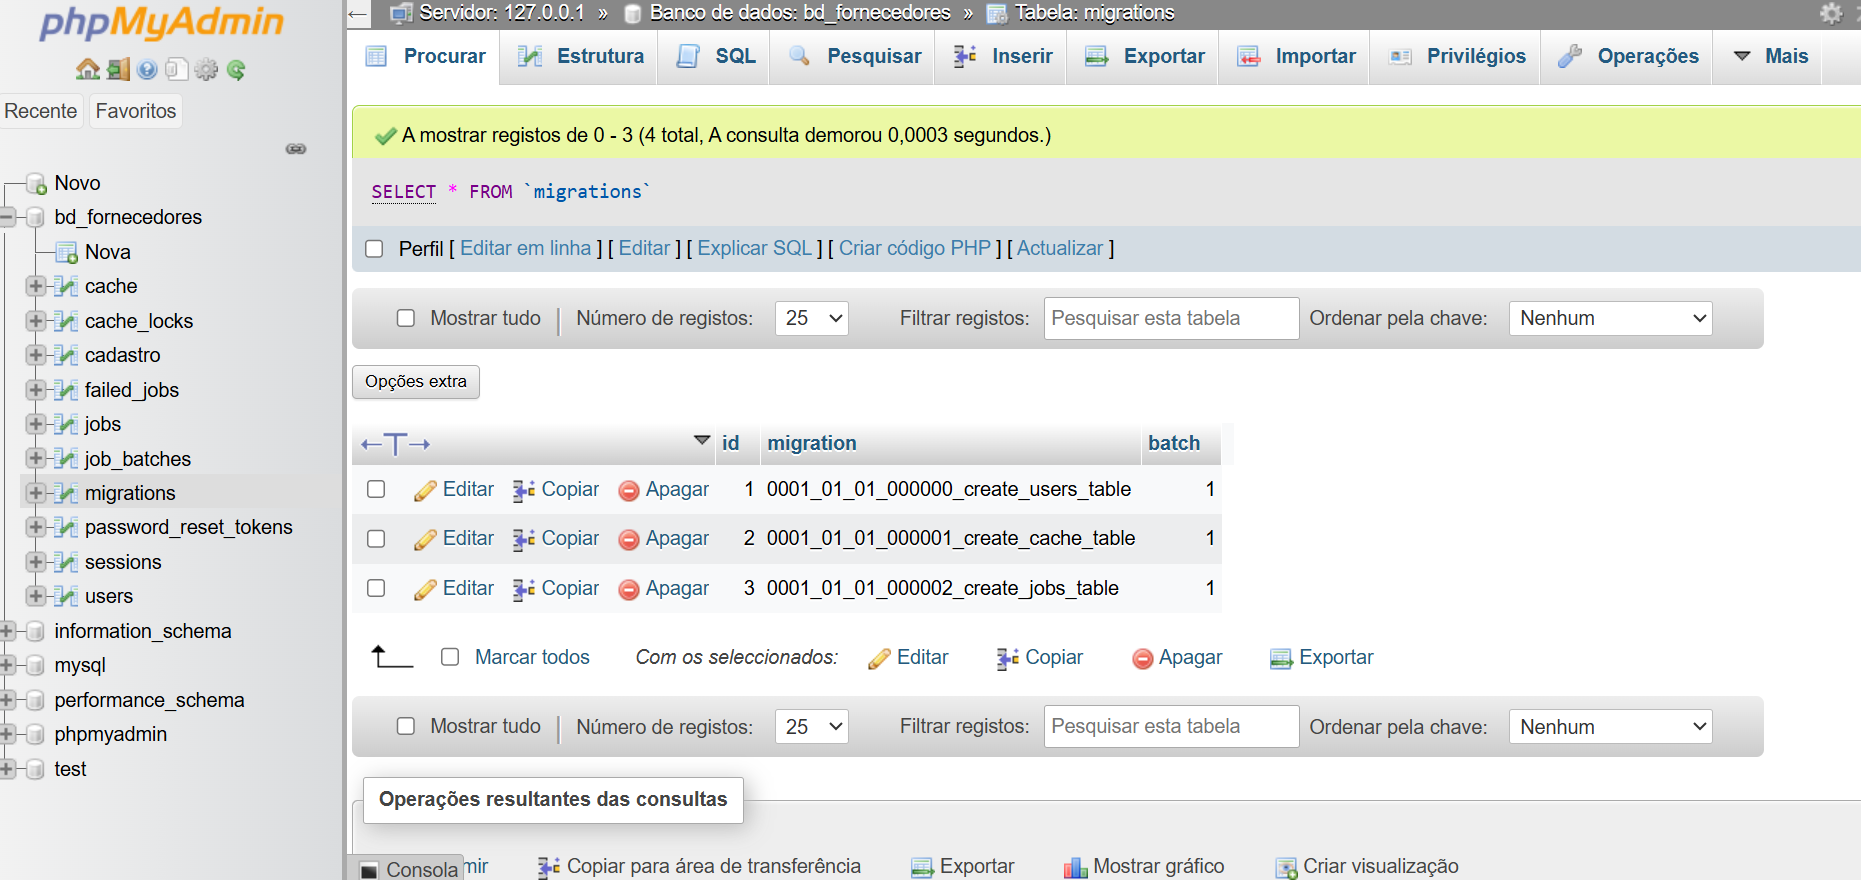 phpMyAdmin
Recente Favoritos
Novo
bd_fornecedores
Nova
cache
cache_locks
cadastro
failed_jobs
jobs
job_batches
migrations
password_reset_tokens
sessions
users
information_schema
mysql
performance_schema
phpmyadmin
test
Servidor: 127.0.0.1 » Banco de dados: bd_fornecedores » Tabela: migrations
Procurar Estrutura SQL Pesquisar Inserir Exportar Importar Privilégios Operações Mais
A mostrar registos de 0 - 3 (4 total, A consulta demorou 0,0003 segundos.)
SELECT * FROM `migrations`
Perfil [ Editar em linha ] [ Editar ] [ Explicar SQL ] [ Criar código PHP ] [ Actualizar ]
Mostrar tudo | Número de registos: 25 Filtrar registos: Pesquisar esta tabela Ordenar pela chave: Nenhum
Opções extra
←T→ id migration batch
Editar Copiar Apagar 1 0001_01_01_000000_create_users_table 1
Editar Copiar Apagar 2 0001_01_01_000001_create_cache_table 1
Editar Copiar Apagar 3 0001_01_01_000002_create_jobs_table 1
Marcar todos Com os seleccionados: Editar Copiar Apagar Exportar
Mostrar tudo | Número de registos: 25 Filtrar registos: Pesquisar esta tabela Ordenar pela chave: Nenhum
Operações resultantes das consultas
Consola mir Copiar para área de transferência Exportar Mostrar gráfico Criar visualização